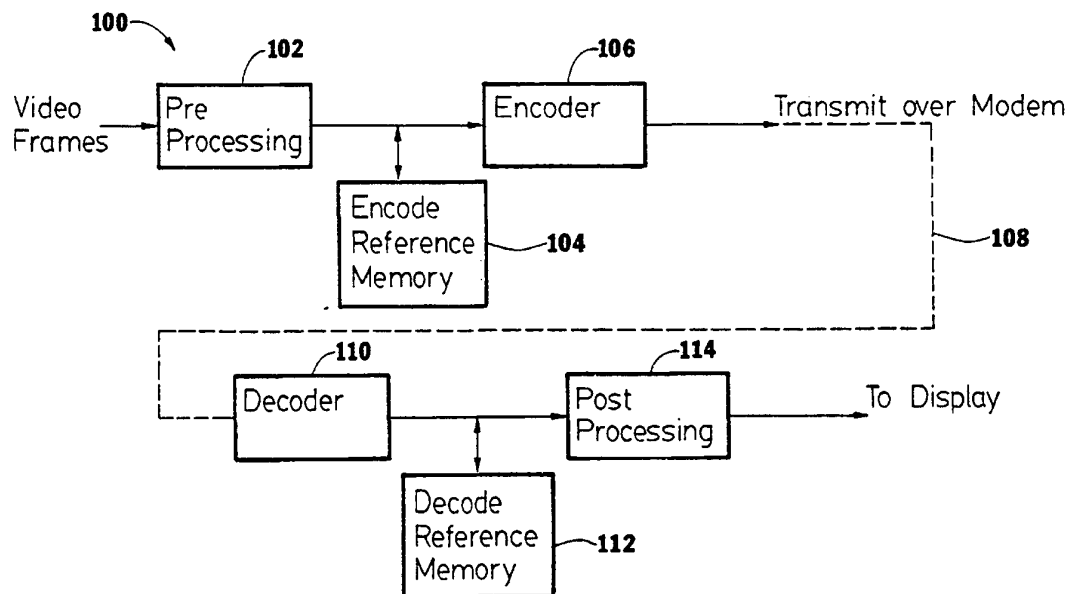 100
102
106
Video
Frames
Pre
Processing
Encoder
Transmit over Modem
Encode
Reference
Memory
104
108
110
114
Decoder
Post
Processing
To Display
Decode
Reference
Memory
112